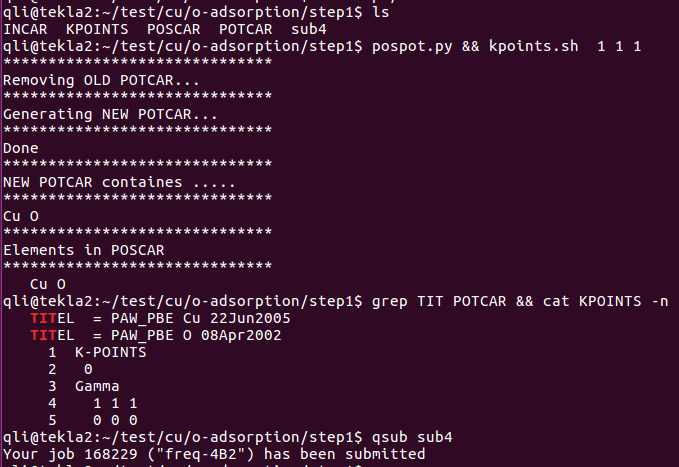 qli@tekla2:~/test/cu/o-adsorption/step1$ ls
INCAR  KPOINTS  POSCAR  POTCAR  sub4
qli@tekla2:~/test/cu/o-adsorption/step1$ pospot.py && kpoints.sh  1 1 1
******************************
Removing OLD POTCAR...
******************************
Generating NEW POTCAR...
******************************
Done
******************************
NEW POTCAR containes .....
******************************
Cu O
******************************
Elements in POSCAR
******************************
   Cu O
qli@tekla2:~/test/cu/o-adsorption/step1$ grep TIT POTCAR && cat KPOINTS -n
   TITEL  = PAW_PBE Cu 22Jun2005
   TITEL  = PAW_PBE O 08Apr2002
     1  K-POINTS
     2   0
     3  Gamma
     4    1 1 1
     5    0 0 0
qli@tekla2:~/test/cu/o-adsorption/step1$ qsub sub4
Your job 168229 ("freq-4B2") has been submitted